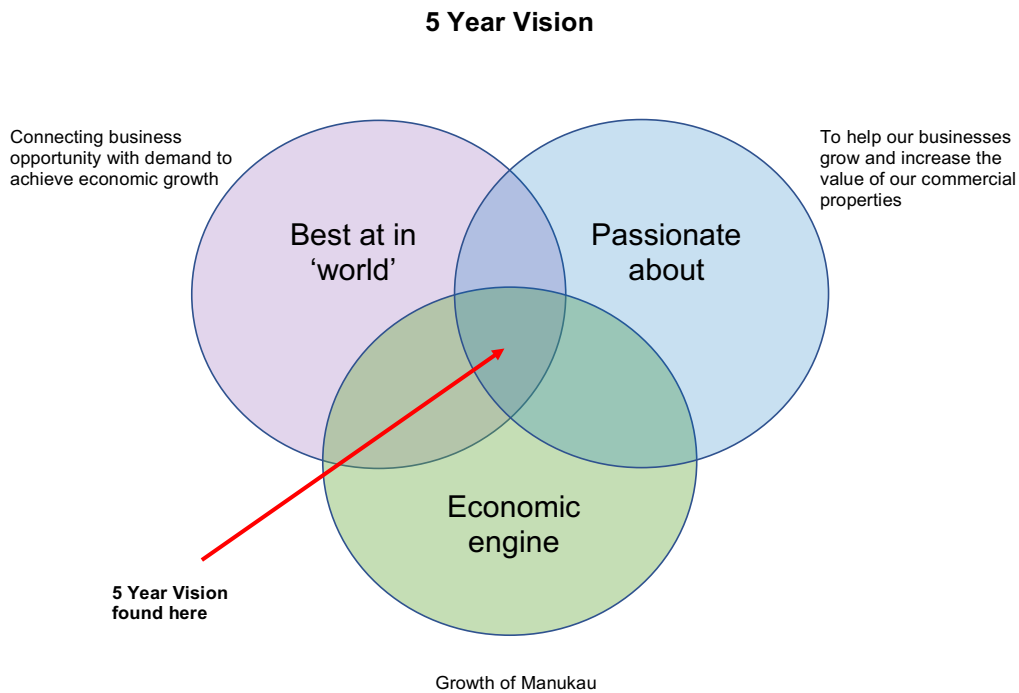 5 Year Vision
Connecting business
opportunity with demand to
achieve economic growth
To help our businesses
grow and increase the
value of our commercial
properties
Best at in
‘world’
Passionate
about
Economic
engine
5 Year Vision
found here
Growth of Manukau